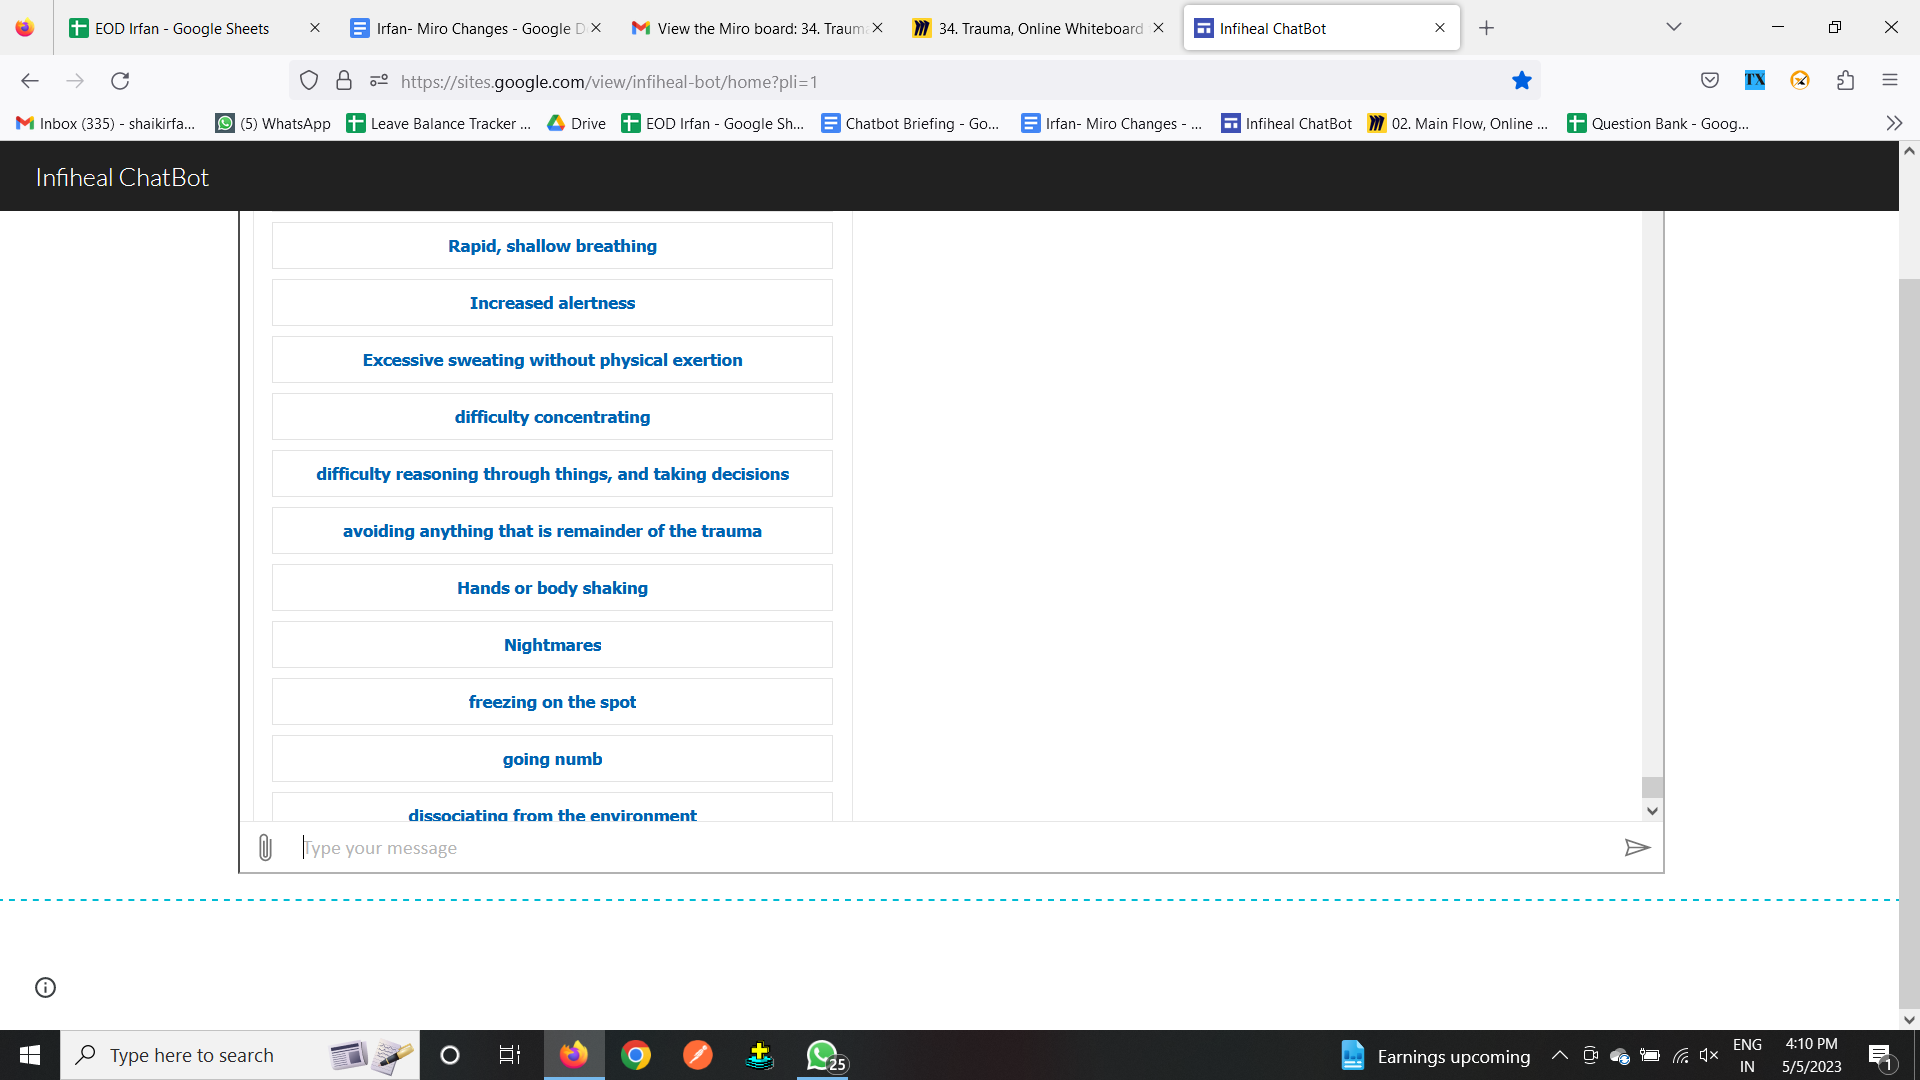 EOD Irfan - Google Sheets
Irfan- Miro Changes - Google D
View the Miro board: 34. Traum
34. Trauma, Online Whiteboard
Infiheal ChatBot
https://sites.google.com/view/infiheal-bot/home?pli=1
TX
Inbox (335) - shaikirfa...
(5) WhatsApp
Leave Balance Tracker ...
Drive
EOD Irfan - Google Sh...
Chatbot Briefing - Go...
Irfan- Miro Changes - ...
Infiheal ChatBot
02. Main Flow, Online ...
Question Bank - Goog...
Infiheal ChatBot
Rapid, shallow breathing
Increased alertness
Excessive sweating without physical exertion
difficulty concentrating
difficulty reasoning through things, and taking decisions
avoiding anything that is remainder of the trauma
Hands or body shaking
Nightmares
freezing on the spot
going numb
dissociating from the environment
Type your message
Type here to search
25
Earnings upcoming
ENG
IN
4:10 PM
5/5/2023
1